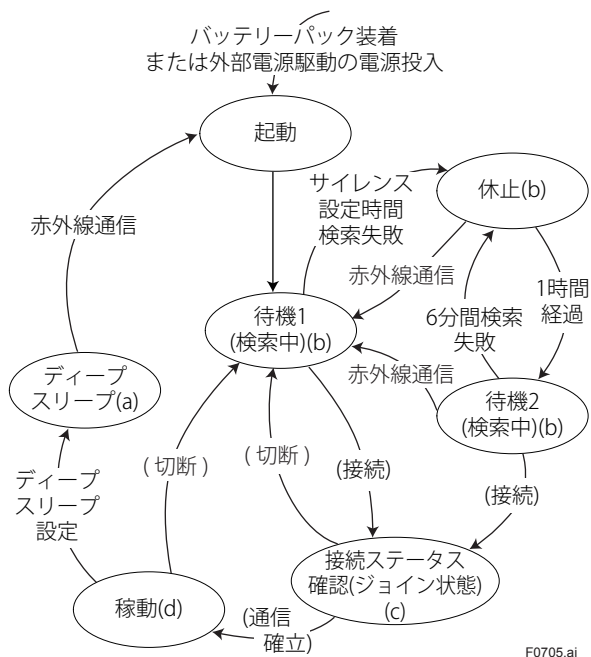 バッテリーパック装着
または外部電源駆動の電源投入
起動
サイレンス
設定時間
検索失敗
休止(b)
赤外線通信
赤外線通信
1時間
経過
6分間検索
失敗
待機1
(検索中)(b)
赤外線通信
ディープ
スリープ(a)
待機2
(検索中)(b)
(切断)
(切断)
(接続)
(接続)
ディープ
スリープ
設定
接続ステータス
確認(ジョイン状態)
(c)
稼動(d)
(通信
確立)
F0705.ai